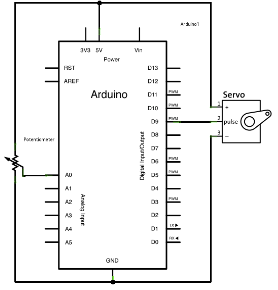 Arduino1
3V3 5V Vin
Power
RST
AREF
Arduino
D13
D12
D11 PWM
D10 PWM
D9 PWM
D8
D7
D6 PWM
D5 PWM
D4
D3 PWM
D2
D1
D0
Digital Input/Output
Servo
1 +
2 pulse
3 −
Potentiometer
A0
A1
A2
A3
A4
A5
Analog Input
GND